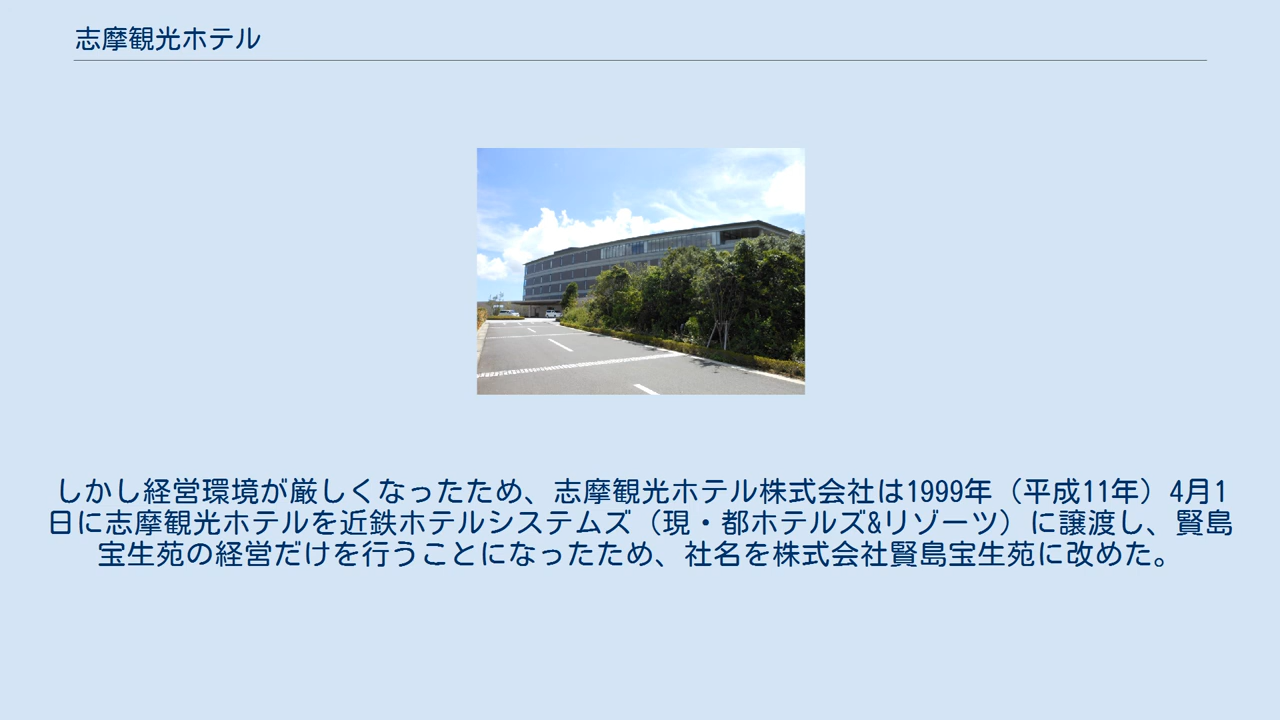 志摩観光ホテル
しかし経営環境が厳しくなったため、志摩観光ホテル株式会社は1999年（平成11年）4月1
日に志摩観光ホテルを近鉄ホテルシステムズ（現・都ホテルズ&リゾーツ）に譲渡し、賢島
宝生苑の経営だけを行うことになったため、社名を株式会社賢島宝生苑に改めた。